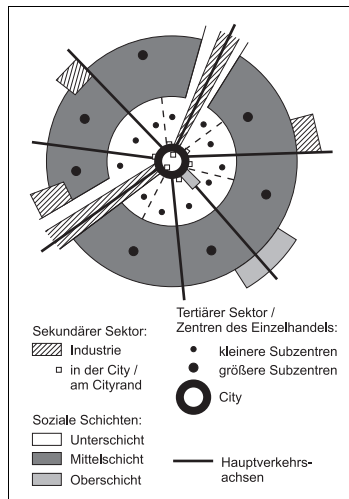 Sekundärer Sektor:
Industrie
in der City /
am Cityrand
Tertiärer Sektor /
Zentren des Einzelhandels:
kleinere Subzentren
größere Subzentren
City
Soziale Schichten:
Unterschicht
Mittelschicht
Oberschicht
Hauptverkehrs-
achsen